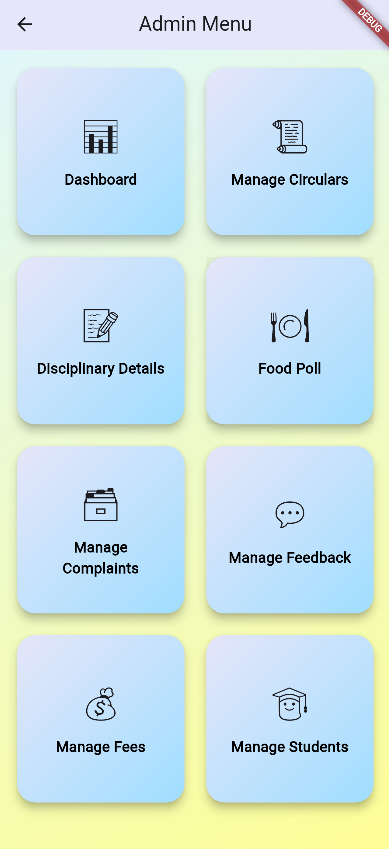 Admin Menu
DEBUG
Dashboard
Manage Circulars
Disciplinary Details
Food Poll
Manage
Complaints
Manage Feedback
Manage Fees
Manage Students